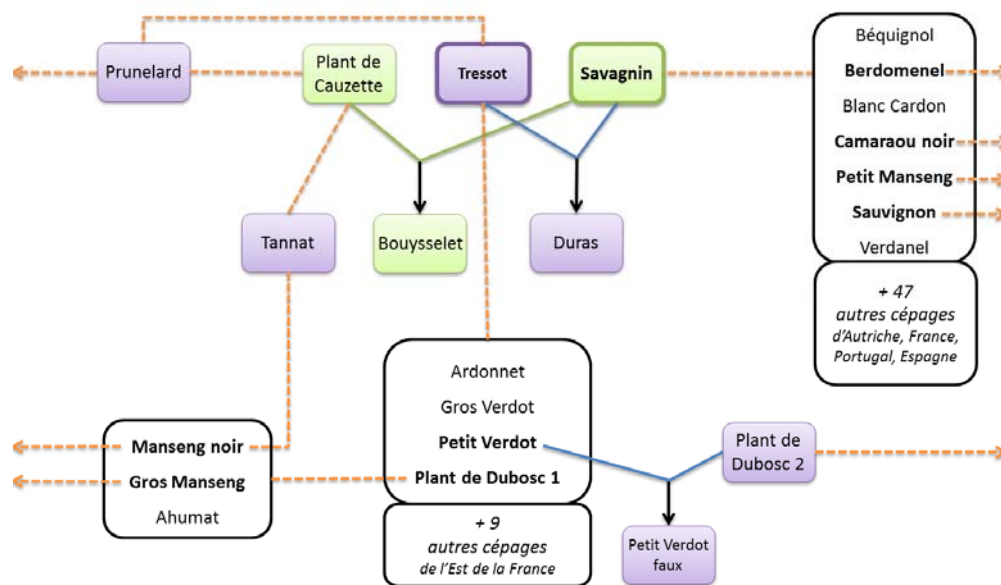 Prunelard
Plant de
Cauzette
Tressot
Savagnin
Béquignol
Berdomenel
Blanc Cardon
Camaraou noir
Petit Manseng
Sauvignon
Verdanel
+ 47
autres cépages
d'Autriche, France,
Portugal, Espagne
Tannat
Bouysselet
Duras
Ardonnet
Gros Verdot
Petit Verdot
Plant de Dubosc 1
+ 9
autres cépages
de l'Est de la France
Manseng noir
Gros Manseng
Ahumat
Plant de
Dubosc 2
Petit Verdot
faux